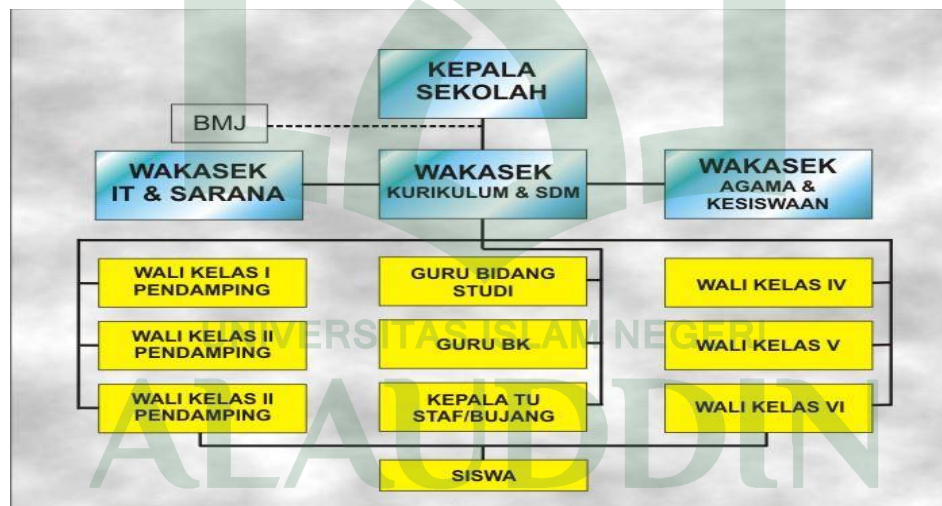 KEPALA
SEKOLAH
BMJ
WAKASEK
IT & SARANA
WAKASEK
KURIKULUM & SDM
WAKASEK
AGAMA &
KESISWAAN
WALI KELAS I
PENDAMPING
GURU BIDANG
STUDI
WALI KELAS IV
WALI KELAS II
PENDAMPING
GURU BK
WALI KELAS V
WALI KELAS II
PENDAMPING
KEPALA TU
STAF/BUJANG
WALI KELAS VI
SISWA
UNIVERSITAS ISLAM NEGERI
ALAUDDIN